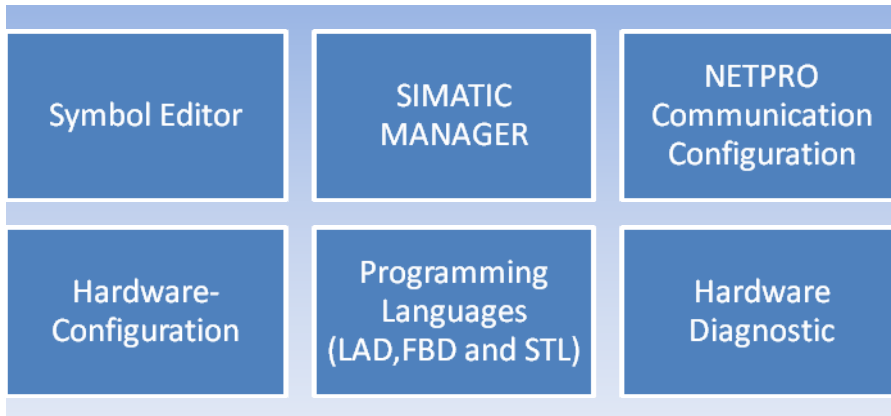 Symbol Editor
SIMATIC
MANAGER
NETPRO
Communication
Configuration
Hardware-
Configuration
Programming
Languages
(LAD,FBD and STL)
Hardware
Diagnostic